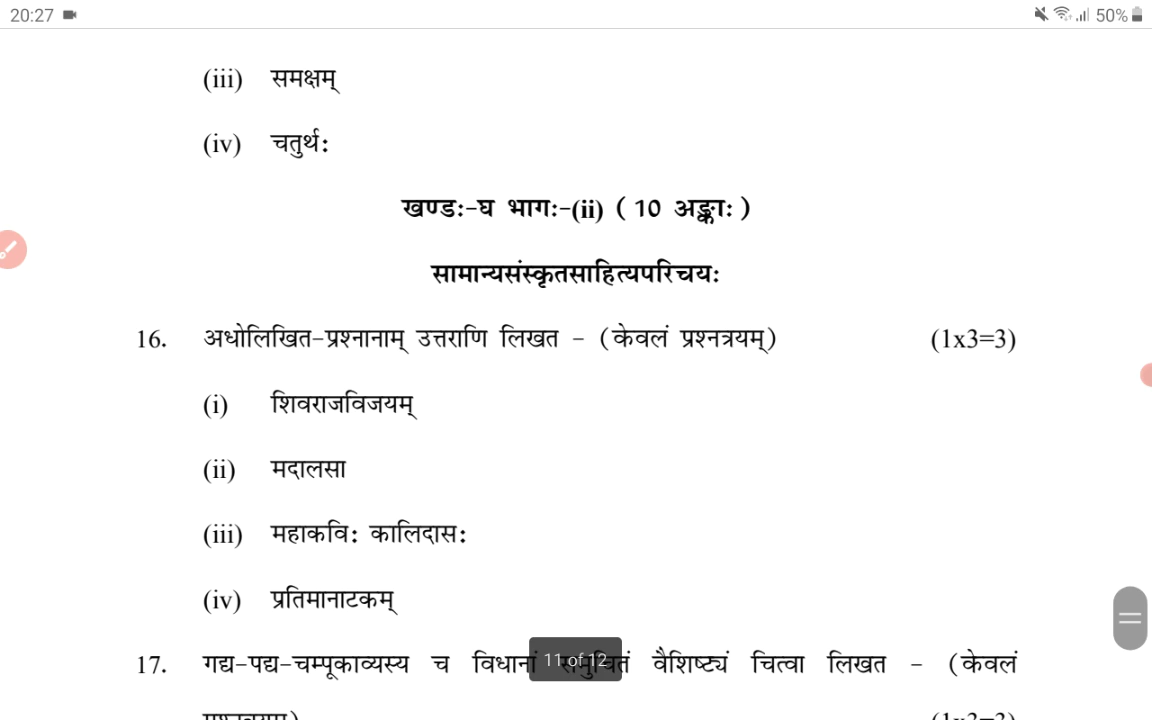 20:27 50%
(iii) समक्षम्
(iv) चतुर्थः
खण्डः-घ भागः-(ii) ( 10 अङ्काः )
सामान्यसंस्कृतसाहित्यपरिचयः
16. अधोलिखित-प्रश्नानाम् उत्तराणि लिखत - (केवलं प्रश्नत्रयम्) (1x3=3)
(i) शिवराजविजयम्
(ii) मदालसा
(iii) महाकविः कालिदासः
(iv) प्रतिमानाटकम्
17. गद्य-पद्य-चम्पूकाव्यस्य च विधानां समुचितं वैशिष्ट्यं चित्वा लिखत - (केवलं
11 of 12